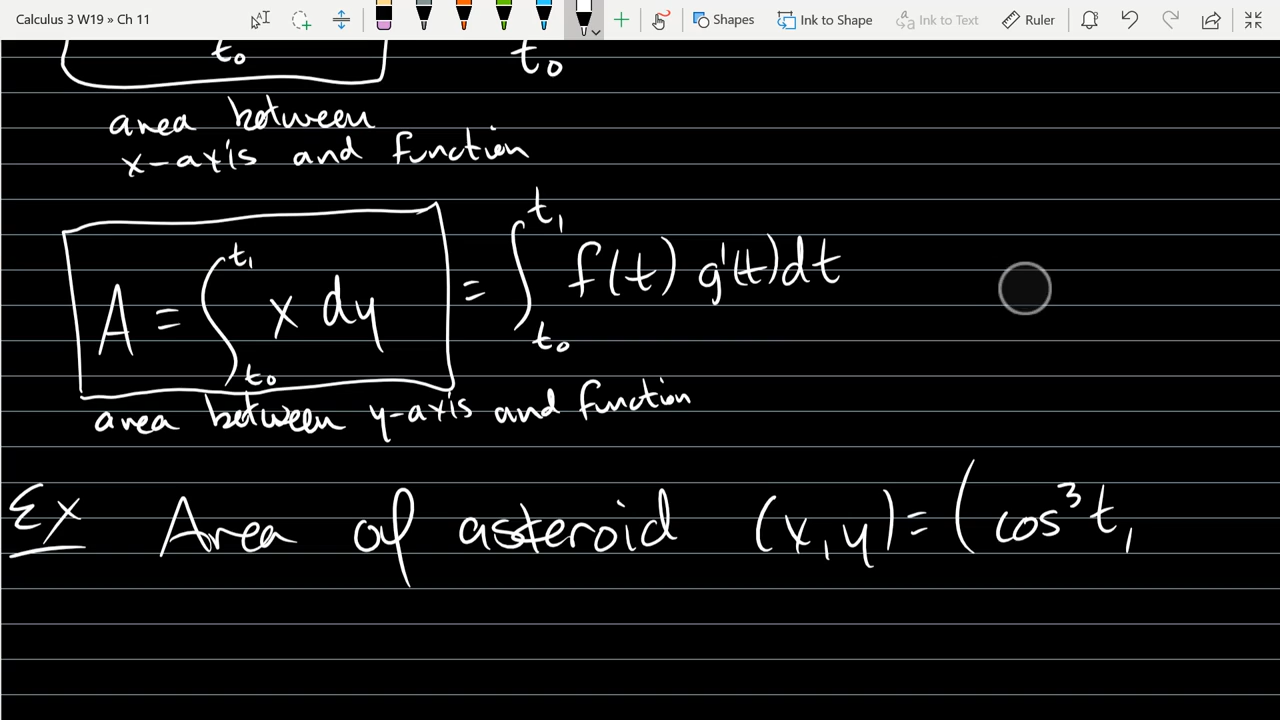 Calculus 3 W19 » Ch 11
Shapes
Ink to Shape
Ink to Text
Ruler
t₀ t₀
area between
x-axis and function
A = ∫_{t₀}^{t₁} x dy = ∫_{t₀}^{t₁} f(t) g'(t)dt
area between y-axis and function
Ex Area of asteroid (x,y) = (cos³t,